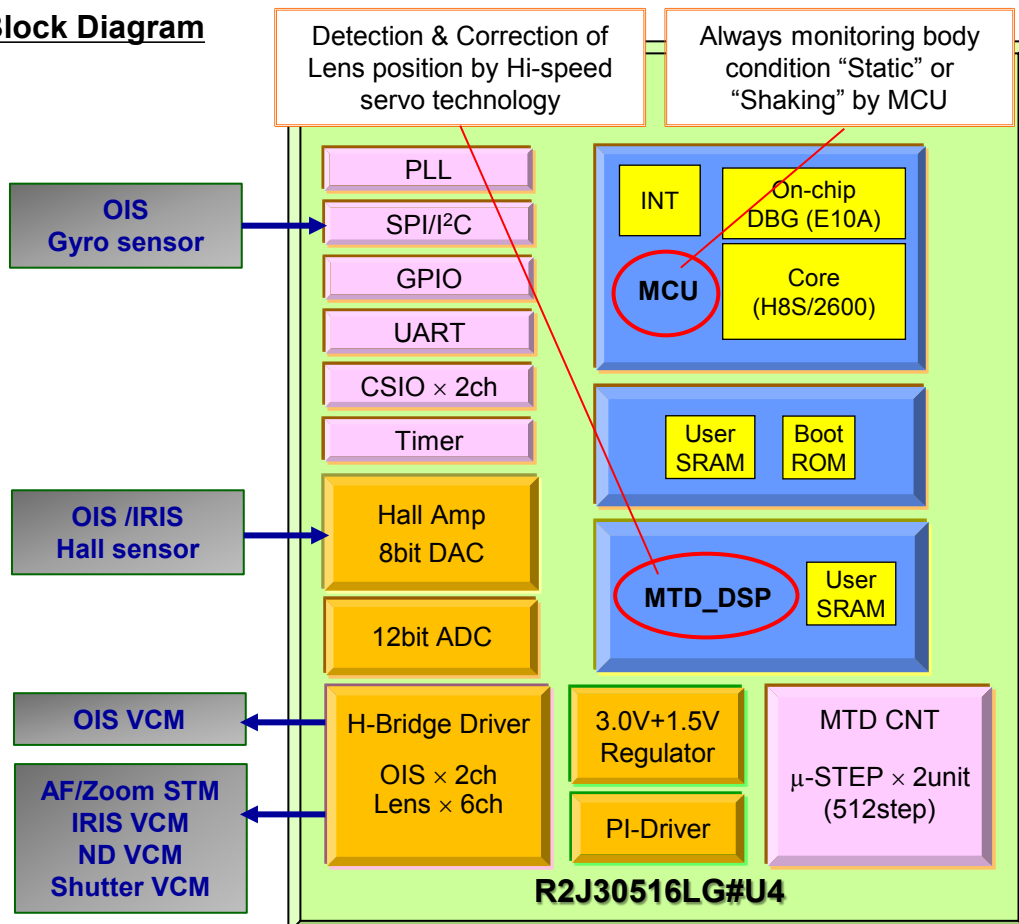 Block Diagram
Detection & Correction of
Lens position by Hi-speed
servo technology
Always monitoring body
condition “Static” or
“Shaking” by MCU
OIS
Gyro sensor
OIS /IRIS
Hall sensor
OIS VCM
AF/Zoom STM
IRIS VCM
ND VCM
Shutter VCM
PLL
SPI/I²C
GPIO
UART
CSIO × 2ch
Timer
Hall Amp
8bit DAC
12bit ADC
H-Bridge Driver
OIS × 2ch
Lens × 6ch
INT
On-chip
DBG (E10A)
MCU
Core
(H8S/2600)
User
SRAM
Boot
ROM
MTD_DSP
User
SRAM
3.0V+1.5V
Regulator
PI-Driver
MTD CNT
μ-STEP × 2unit
(512step)
R2J30516LG#U4